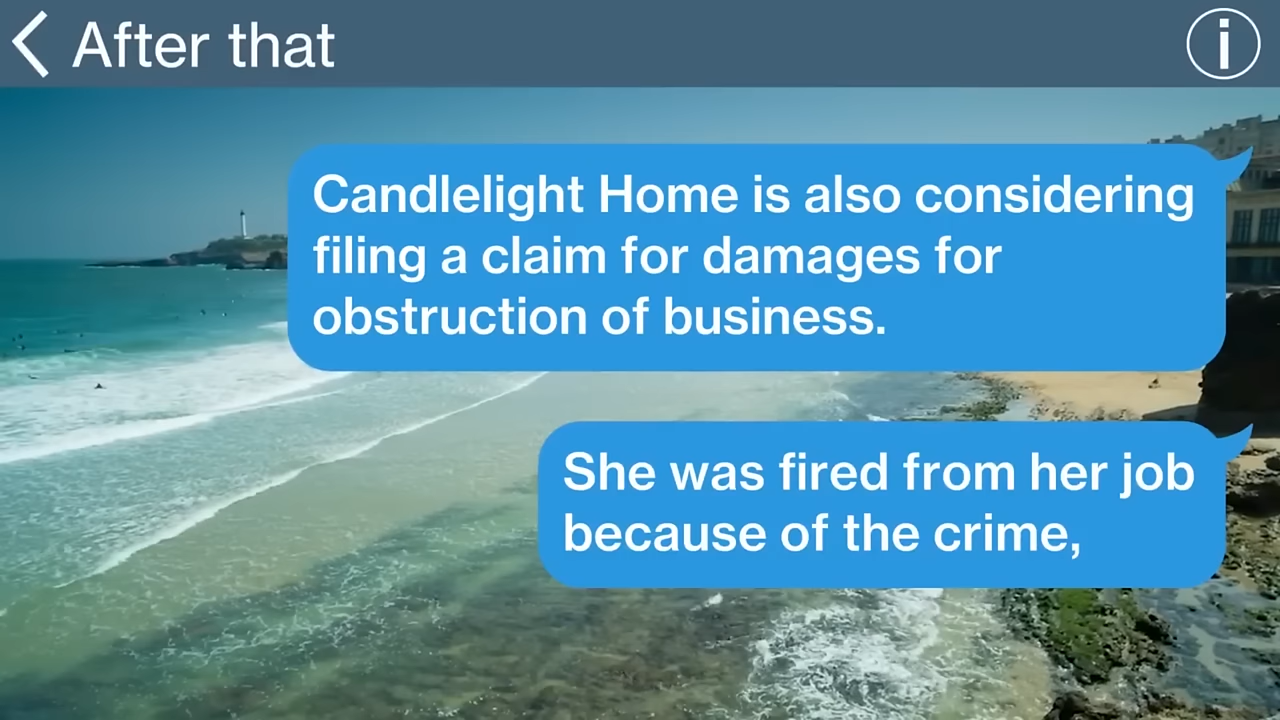 After that
Candlelight Home is also considering
filing a claim for damages for
obstruction of business.
She was fired from her job
because of the crime,